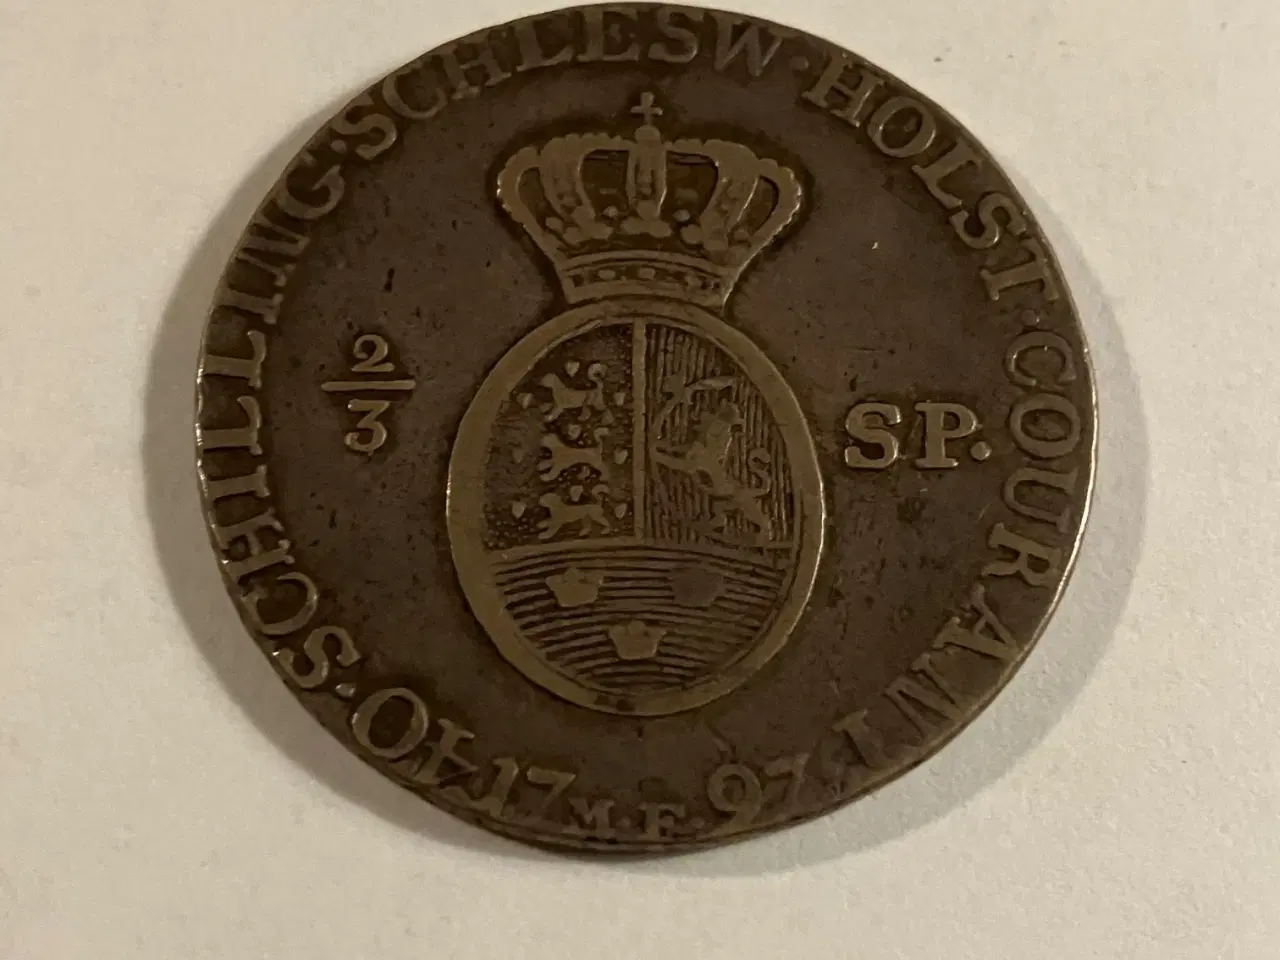 40·SCHILLING·SCHLESW·HOLST·COURANT
2/3
SP.
17 M.F. 97